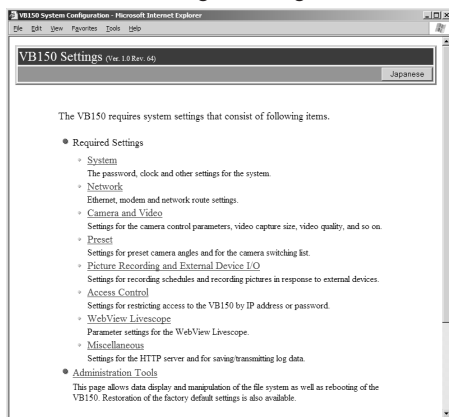 VB150 System Configuration - Microsoft Internet Explorer
File Edit View Favorites Tools Help
VB150 Settings (Ver. 1.0 Rev. 64)
Japanese
The VB150 requires system settings that consist of following items.
Required Settings
System
The password, clock and other settings for the system.
Network
Ethernet, modem and network route settings.
Camera and Video
Settings for the camera control parameters, video capture size, video quality, and so on.
Preset
Settings for preset camera angles and for the camera switching list.
Picture Recording and External Device I/O
Settings for recording schedules and recording pictures in response to external devices.
Access Control
Settings for restricting access to the VB150 by IP address or password.
WebView Livescope
Parameter settings for the WebView Livescope.
Miscellaneous
Settings for the HTTP server and for saving/transmitting log data.
Administration Tools
This page allows data display and manipulation of the file system as well as rebooting of the
VB150. Restoration of the factory default settings is also available.